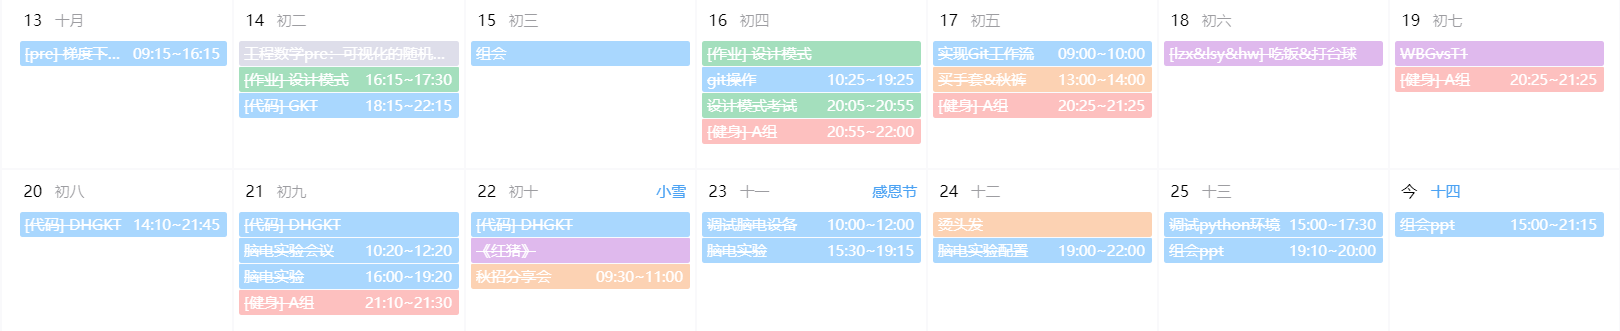 13 十月
[pre] 梯度下... 09:15~16:15
14 初二
工程数学pre：可视化的随机...
[作业] 设计模式 16:15~17:30
[代码] GKT 18:15~22:15
15 初三
组会
16 初四
[作业] 设计模式
git操作 10:25~19:25
设计模式考试 20:05~20:55
[健身] A组 20:55~22:00
17 初五
实现Git工作流 09:00~10:00
买手套&秋裤 13:00~14:00
[健身] A组 20:25~21:25
18 初六
[lzx&lsy&hw] 吃饭&打台球
19 初七
WBGvsT1
[健身] A组 20:25~21:25
20 初八
[代码] DHGKT 14:10~21:45
21 初九
[代码] DHGKT
脑电实验会议 10:20~12:20
脑电实验 16:00~19:20
[健身] A组 21:10~21:30
22 初十 小雪
[代码] DHGKT
《红猪》
秋招分享会 09:30~11:00
23 十一 感恩节
调试脑电设备 10:00~12:00
脑电实验 15:30~19:15
24 十二
烫头发
脑电实验配置 19:00~22:00
25 十三
调试python环境 15:00~17:30
组会ppt 19:10~20:00
今 十四
组会ppt 15:00~21:15